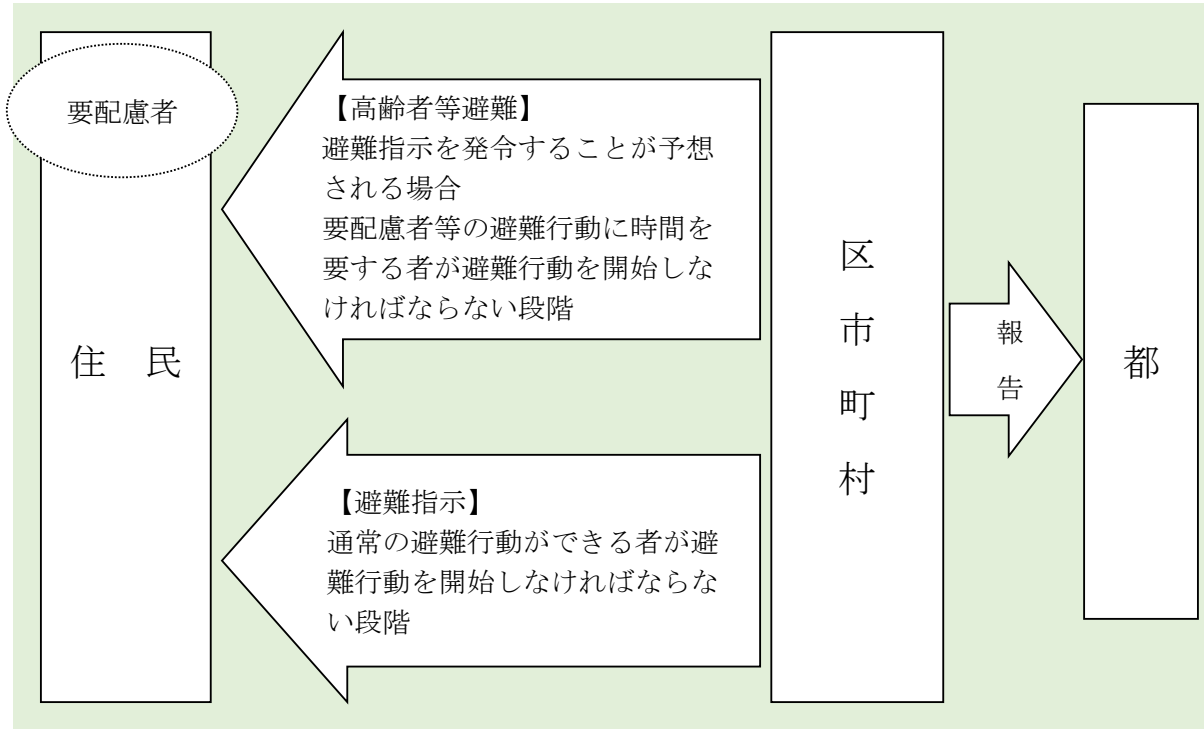 要配慮者
住　民
【高齢者等避難】
避難指示を発令することが予想
される場合
要配慮者等の避難行動に時間を
要する者が避難行動を開始しな
ければならない段階
【避難指示】
通常の避難行動ができる者が避
難行動を開始しなければならな
い段階
区市町村
報告
都